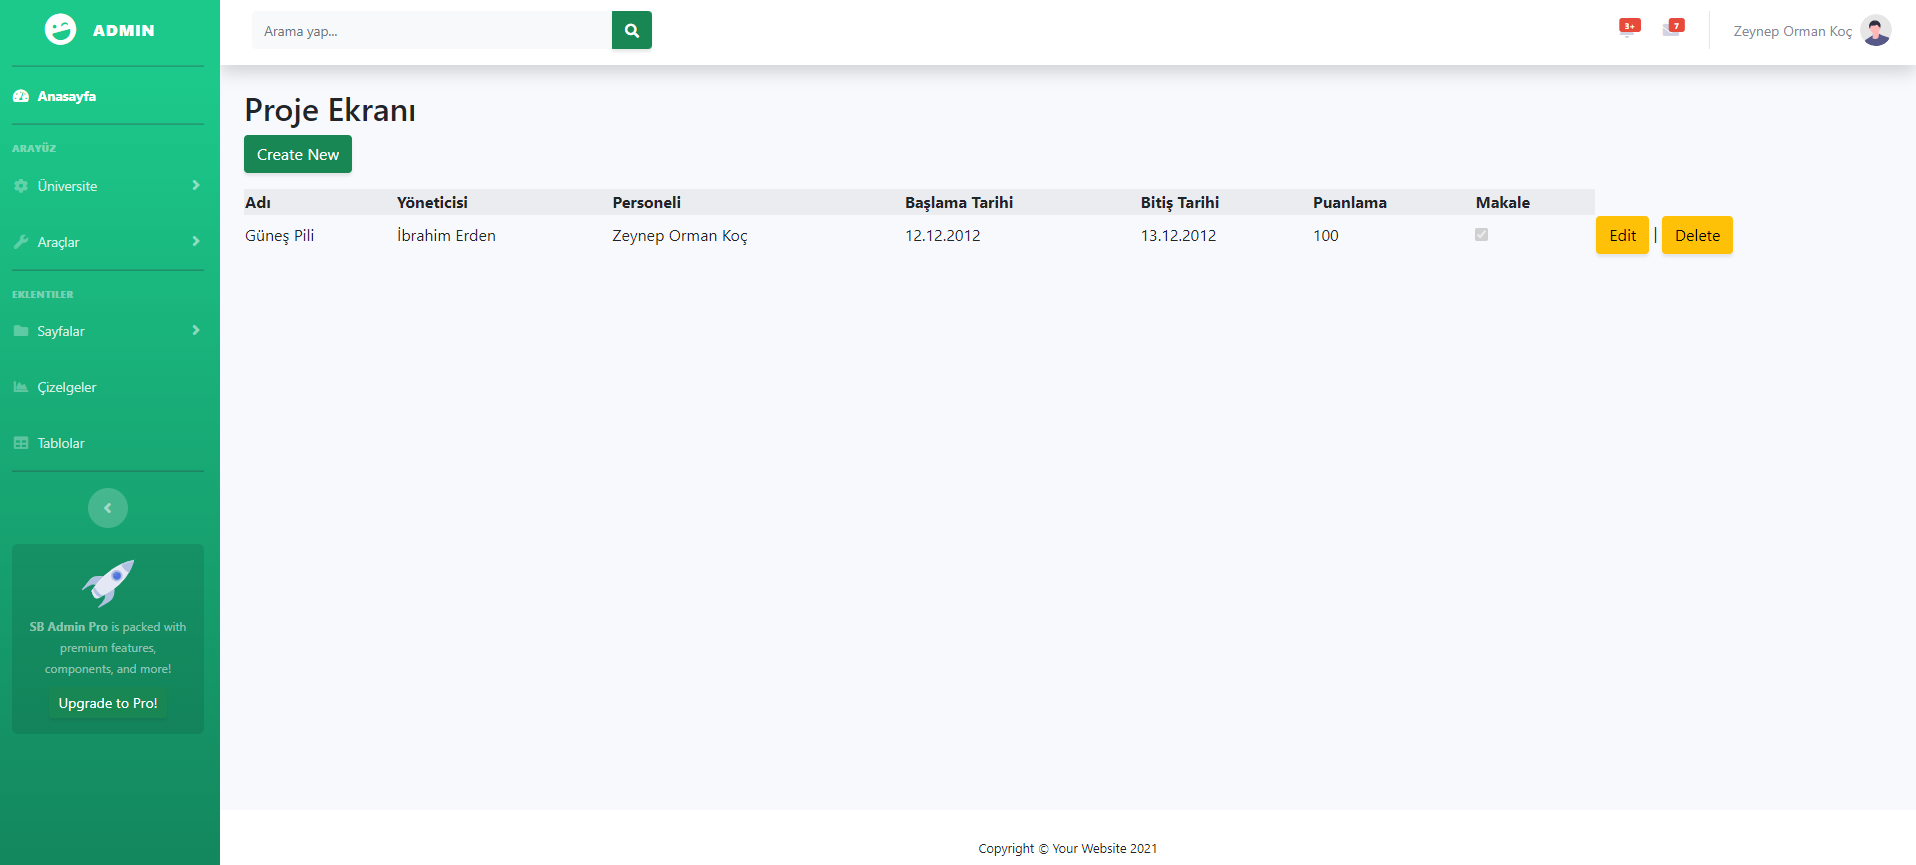 ADMIN
Anasayfa
ARAYÜZ
Üniversite
Araçlar
EKLENTILER
Sayfalar
Çizelgeler
Tablolar
SB Admin Pro is packed with
premium features,
components, and more!
Upgrade to Pro!
Arama yap...
3+
7
Zeynep Orman Koç
Proje Ekranı
Create New
Adı Yöneticisi Personeli Başlama Tarihi Bitiş Tarihi Puanlama Makale
Güneş Pili İbrahim Erden Zeynep Orman Koç 12.12.2012 13.12.2012 100 Edit | Delete
Copyright © Your Website 2021